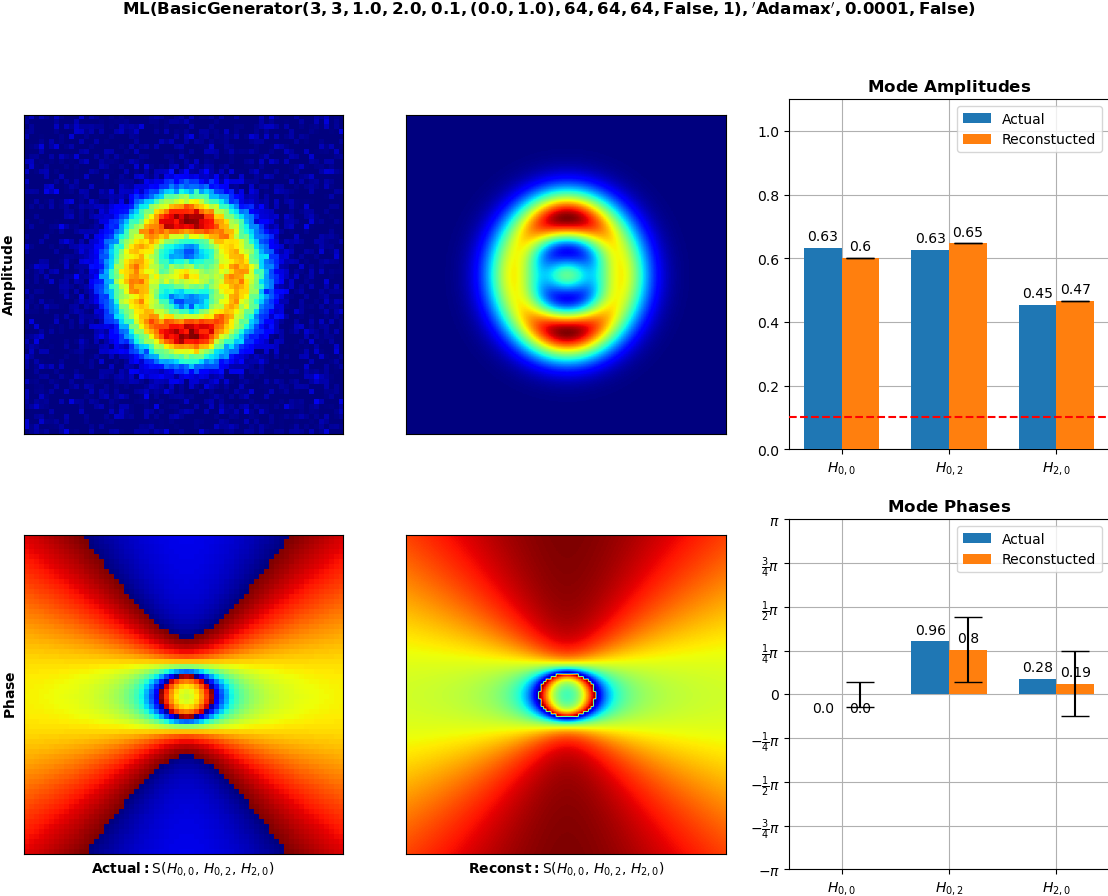 ML(BasicGenerator(3, 3, 1.0, 2.0, 0.1, (0.0, 1.0), 64, 64, 64, False, 1), ′Adamax′, 0.0001, False)
Amplitude
Mode Amplitudes
Actual
Reconstucted
1.0
0.8
0.6
0.4
0.2
0.0
0.63
0.6
0.63
0.65
0.45
0.47
H0,0
H0,2
H2,0
Phase
Actual: S(H0,0, H0,2, H2,0)
Reconst: S(H0,0, H0,2, H2,0)
Mode Phases
Actual
Reconstucted
π
3/4π
1/2π
1/4π
0
−1/4π
−1/2π
−3/4π
−π
0.0
0.0
0.96
0.8
0.28
0.19
H0,0
H0,2
H2,0